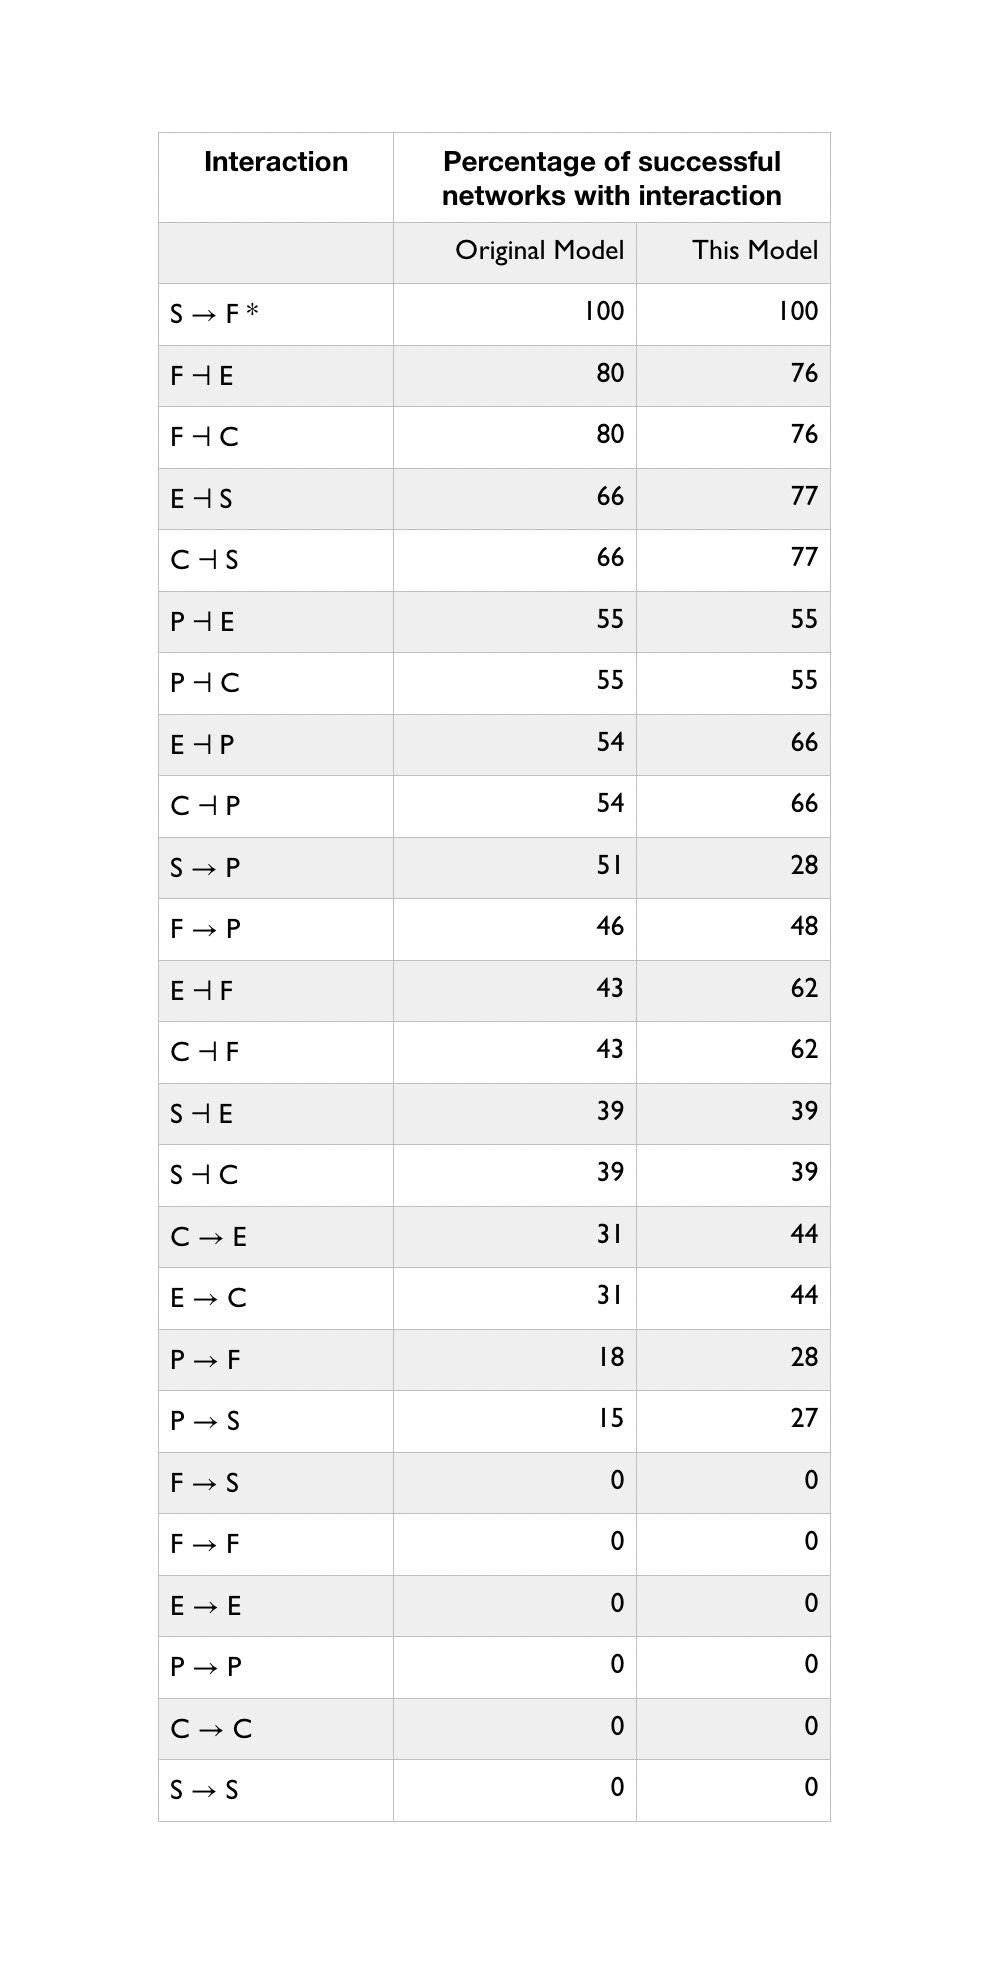 Interaction Percentage of successful
networks with interaction
Original Model This Model
S → F * 100 100
F ⊣ E 80 76
F ⊣ C 80 76
E ⊣ S 66 77
C ⊣ S 66 77
P ⊣ E 55 55
P ⊣ C 55 55
E ⊣ P 54 66
C ⊣ P 54 66
S → P 51 28
F → P 46 48
E ⊣ F 43 62
C ⊣ F 43 62
S ⊣ E 39 39
S ⊣ C 39 39
C → E 31 44
E → C 31 44
P → F 18 28
P → S 15 27
F → S 0 0
F → F 0 0
E → E 0 0
P → P 0 0
C → C 0 0
S → S 0 0